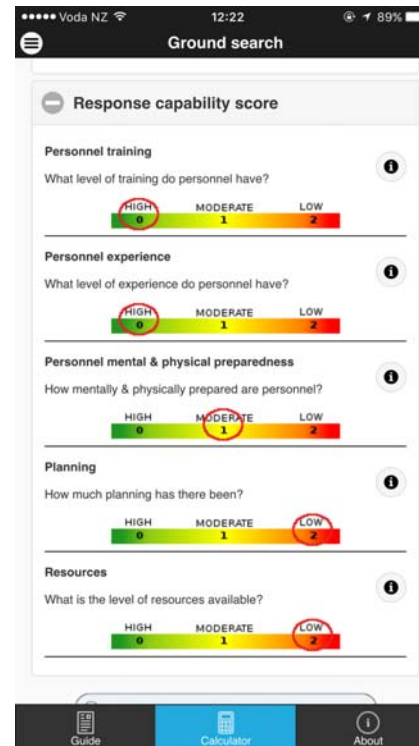 Voda NZ 12:22 89%
Ground search
Response capability score
Personnel training
What level of training do personnel have?
HIGH MODERATE LOW
0 1 2
Personnel experience
What level of experience do personnel have?
HIGH MODERATE LOW
0 1 2
Personnel mental & physical preparedness
How mentally & physically prepared are personnel?
HIGH MODERATE LOW
0 1 2
Planning
How much planning has there been?
HIGH MODERATE LOW
0 1 2
Resources
What is the level of resources available?
HIGH MODERATE LOW
0 1 2
Guide Calculator About